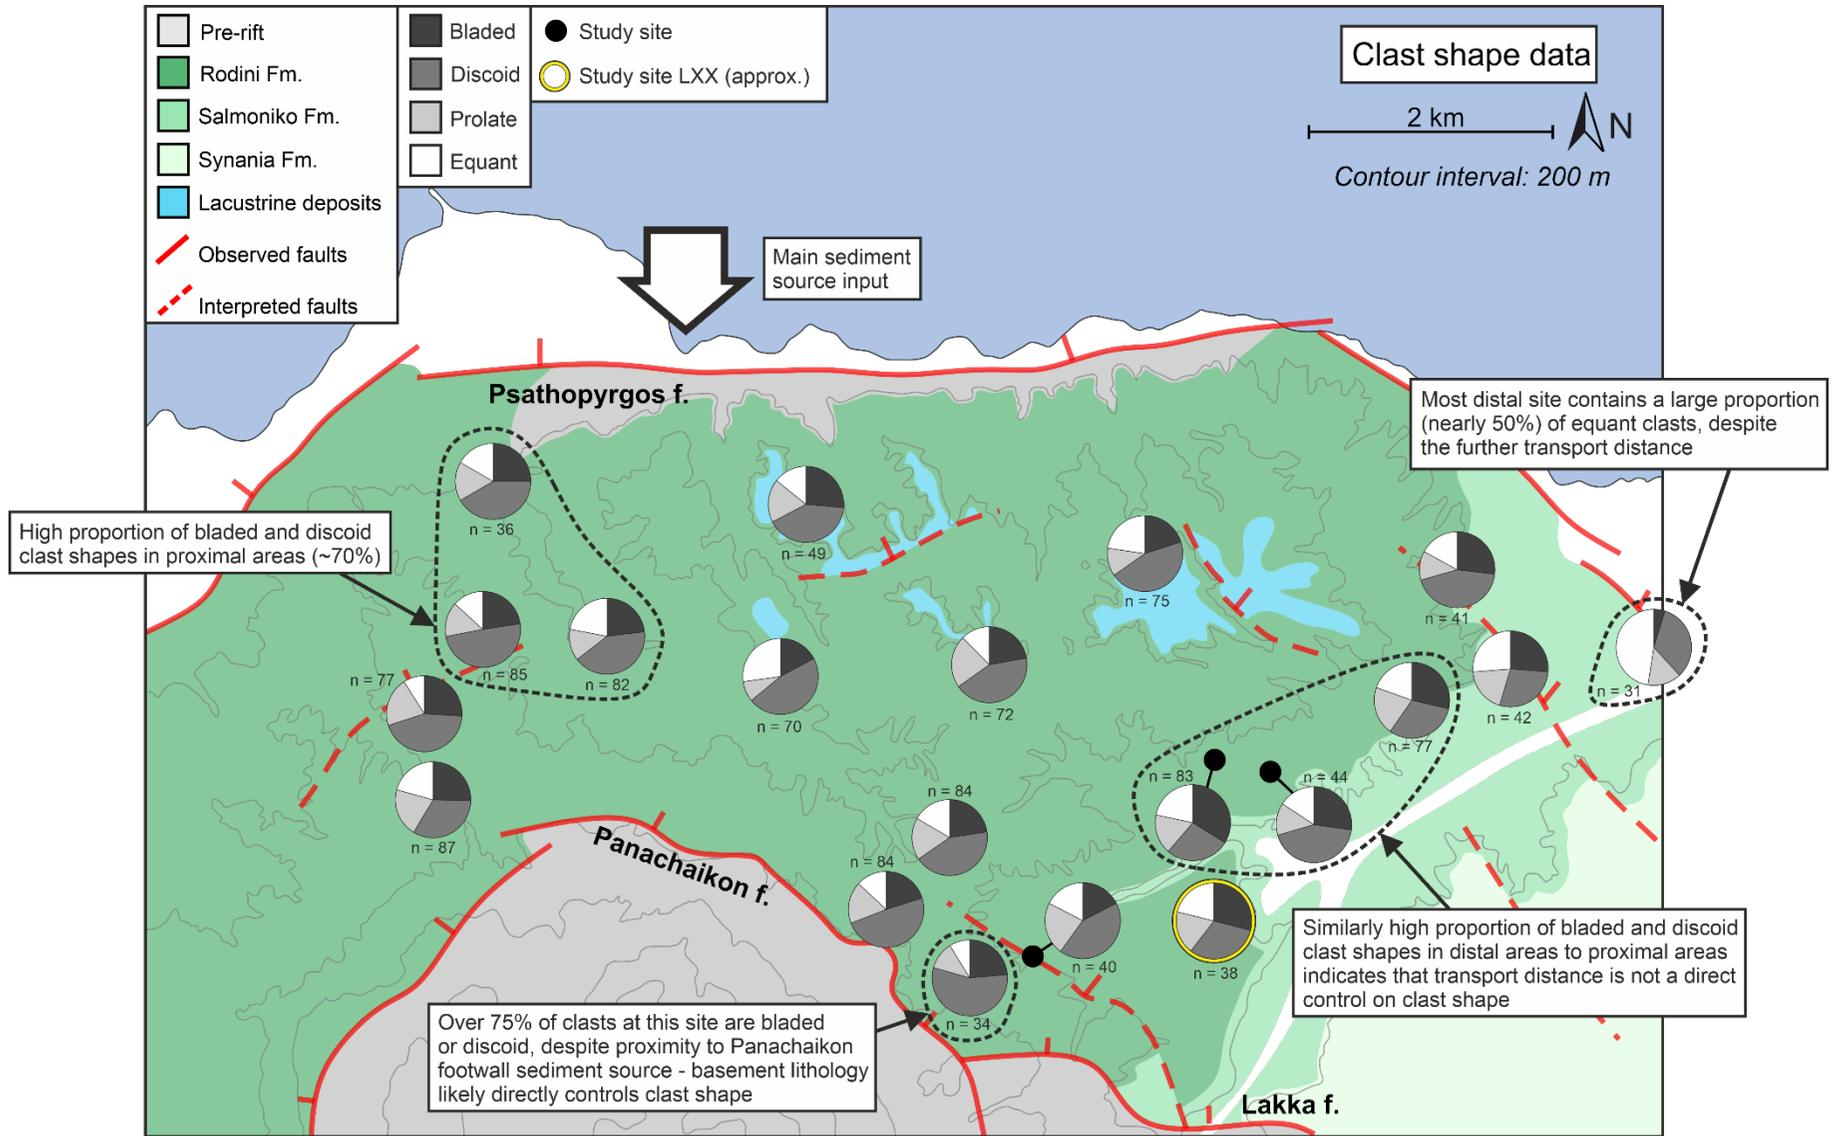 Pre-rift
Rodini Fm.
Salmoniko Fm.
Synania Fm.
Lacustrine deposits
Observed faults
Interpreted faults
Bladed
Discoid
Prolate
Equant
Study site
Study site LXX (approx.)
Clast shape data
2 km
N
Contour interval: 200 m
Main sediment
source input
Psathopyrgos f.
Most distal site contains a large proportion
(nearly 50%) of equant clasts, despite
the further transport distance
High proportion of bladed and discoid
clast shapes in proximal areas (~70%)
n = 36
n = 49
n = 75
n = 41
n = 77
n = 85
n = 82
n = 70
n = 72
n = 31
n = 42
n = 77
n = 83
n = 44
n = 87
n = 84
n = 84
Panachaikon f.
n = 40
n = 38
n = 34
Similarly high proportion of bladed and discoid
clast shapes in distal areas to proximal areas
indicates that transport distance is not a direct
control on clast shape
Over 75% of clasts at this site are bladed
or discoid, despite proximity to Panachaikon
footwall sediment source - basement lithology
likely directly controls clast shape
Lakka f.